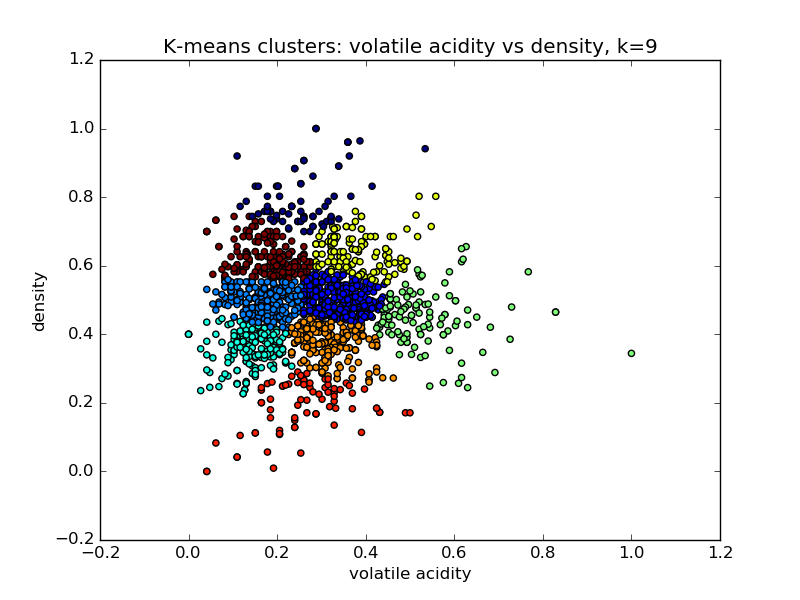 K-means clusters: volatile acidity vs density, k=9
1.2
1.0
0.8
0.6
0.4
0.2
0.0
−0.2
density
−0.2 0.0 0.2 0.4 0.6 0.8 1.0 1.2
volatile acidity